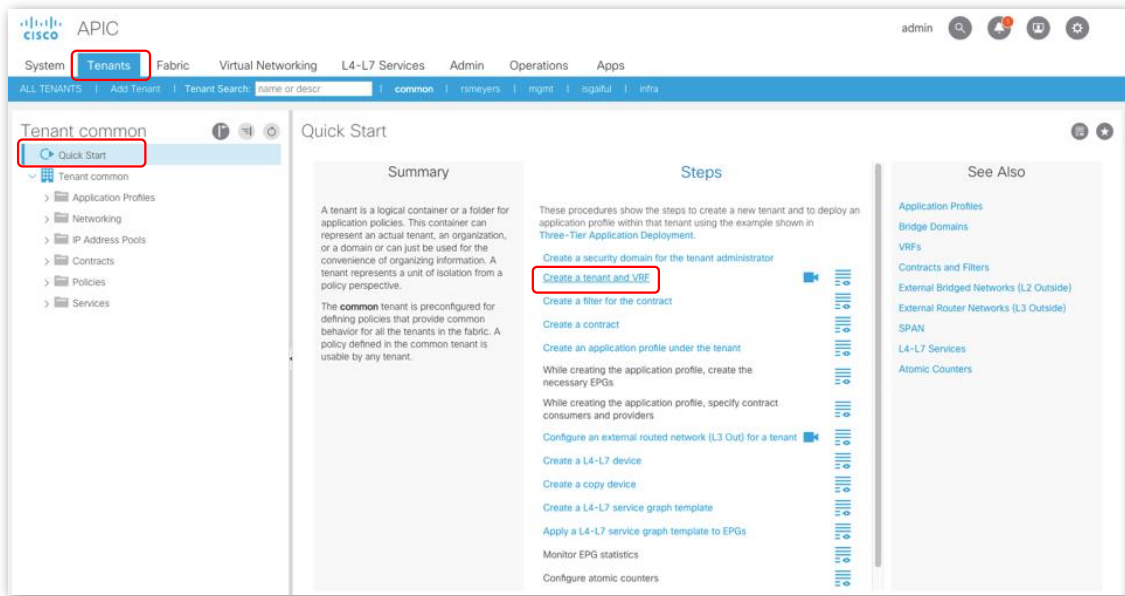 cisco
APIC
admin
System Tenants Fabric Virtual Networking L4-L7 Services Admin Operations Apps
ALL TENANTS | Add Tenant | Tenant Search: name or descr | common | rsmeyers | mgmt | isgaiful | infra
Tenant common
Quick Start
Tenant common
Application Profiles
Networking
IP Address Pools
Contracts
Policies
Services
Quick Start
Summary
A tenant is a logical container or a folder for
application policies. This container can
represent an actual tenant, an organization,
or a domain or can just be used for the
convenience of organizing information. A
tenant represents a unit of isolation from a
policy perspective.
The common tenant is preconfigured for
defining policies that provide common
behavior for all the tenants in the fabric. A
policy defined in the common tenant is
usable by any tenant.
Steps
These procedures show the steps to create a new tenant and to deploy an
application profile within that tenant using the example shown in
Three-Tier Application Deployment.
Create a security domain for the tenant administrator
Create a tenant and VRF
Create a filter for the contract
Create a contract
Create an application profile under the tenant
While creating the application profile, create the
necessary EPGs
While creating the application profile, specify contract
consumers and providers
Configure an external routed network (L3 Out) for a tenant
Create a L4-L7 device
Create a copy device
Create a L4-L7 service graph template
Apply a L4-L7 service graph template to EPGs
Monitor EPG statistics
Configure atomic counters
See Also
Application Profiles
Bridge Domains
VRFs
Contracts and Filters
External Bridged Networks (L2 Outside)
External Router Networks (L3 Outside)
SPAN
L4-L7 Services
Atomic Counters